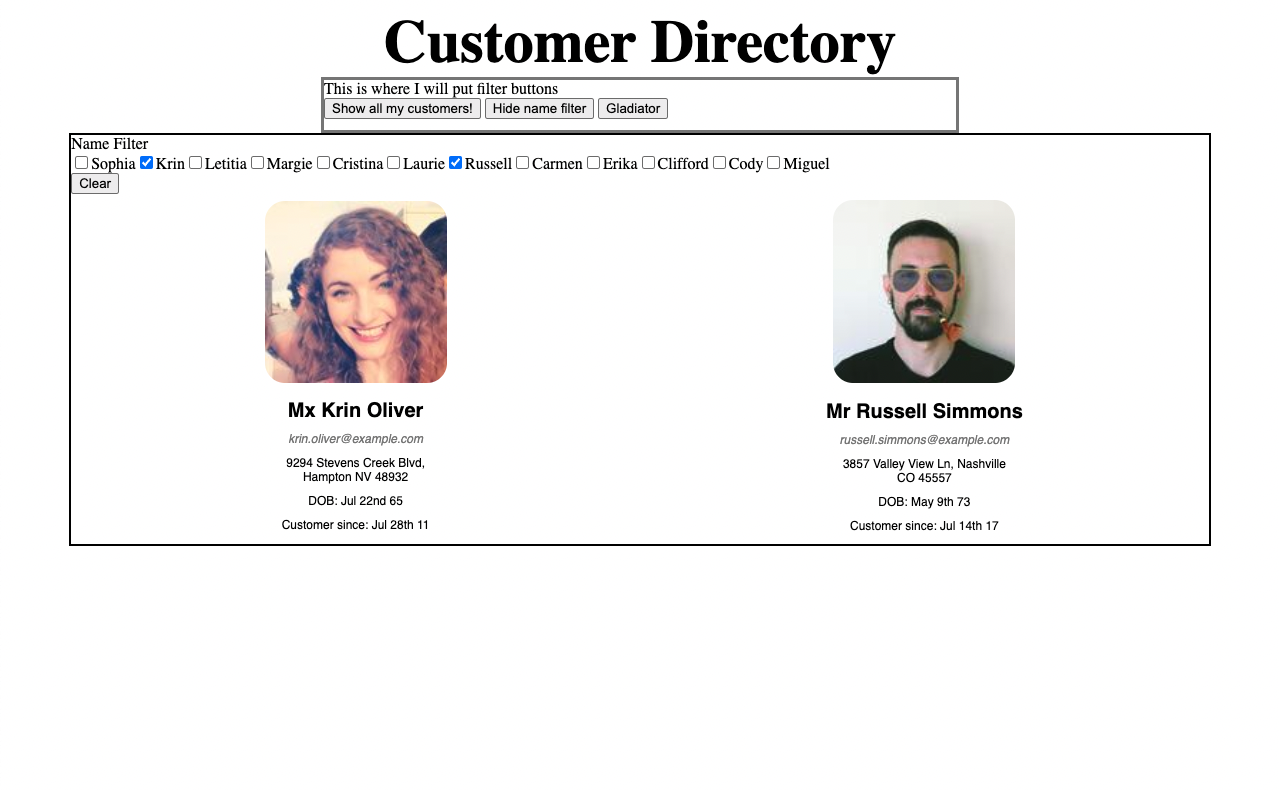 Customer Directory
This is where I will put filter buttons
Show all my customers! Hide name filter Gladiator
Name Filter
Sophia Krin Letitia Margie Cristina Laurie Russell Carmen Erika Clifford Cody Miguel
Clear
Mx Krin Oliver
krin.oliver@example.com
9294 Stevens Creek Blvd,
Hampton NV 48932
DOB: Jul 22nd 65
Customer since: Jul 28th 11
Mr Russell Simmons
russell.simmons@example.com
3857 Valley View Ln, Nashville
CO 45557
DOB: May 9th 73
Customer since: Jul 14th 17